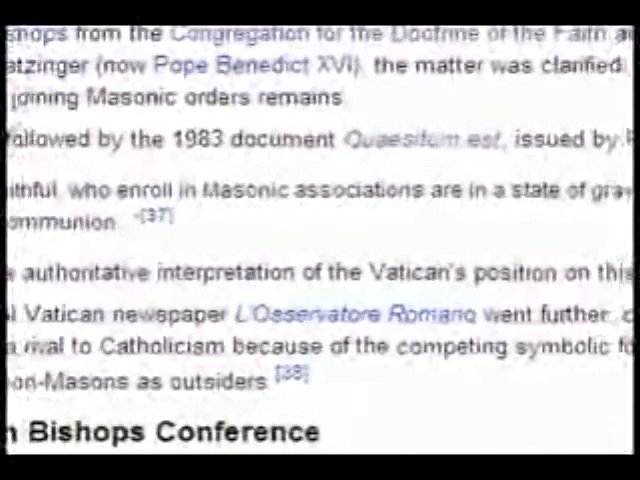 shops from the Congregation for the Doctrine of the Faith
atzinger (now Pope Benedict XVI), the matter was clarified.
joining Masonic orders remains
ollowed by the 1983 document Quaesitum est, issued by
ithful, who enroll in Masonic associations are in a state of grav
ommunion. "[37]
authoritative interpretation of the Vatican's position on this
l Vatican newspaper L'Osservatore Romano went further, c
a rival to Catholicism because of the competing symbolic fo
on-Masons as outsiders.[38]
n Bishops Conference